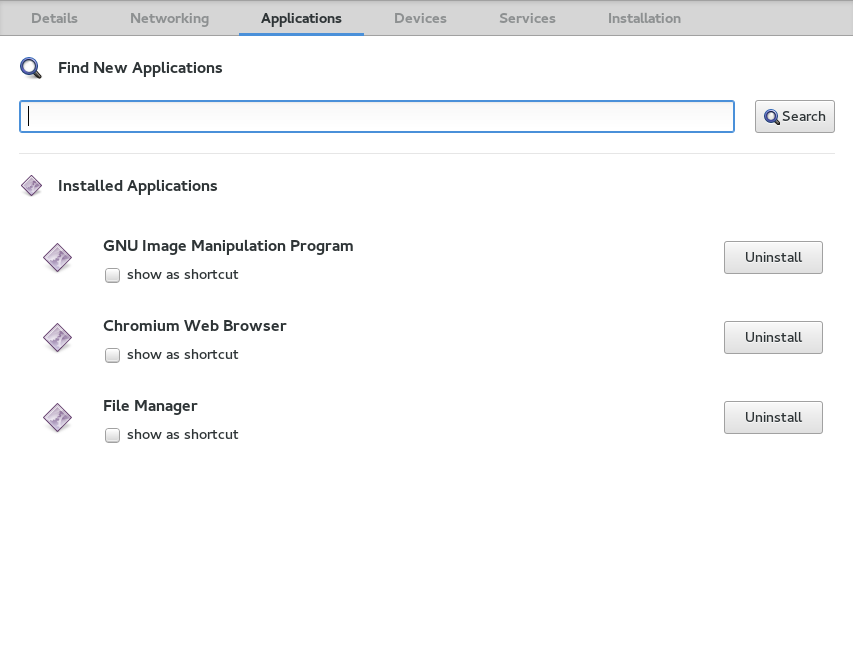 Details Networking Applications Devices Services Installation
Find New Applications
Search
Installed Applications
GNU Image Manipulation Program
show as shortcut
Uninstall
Chromium Web Browser
show as shortcut
Uninstall
File Manager
show as shortcut
Uninstall